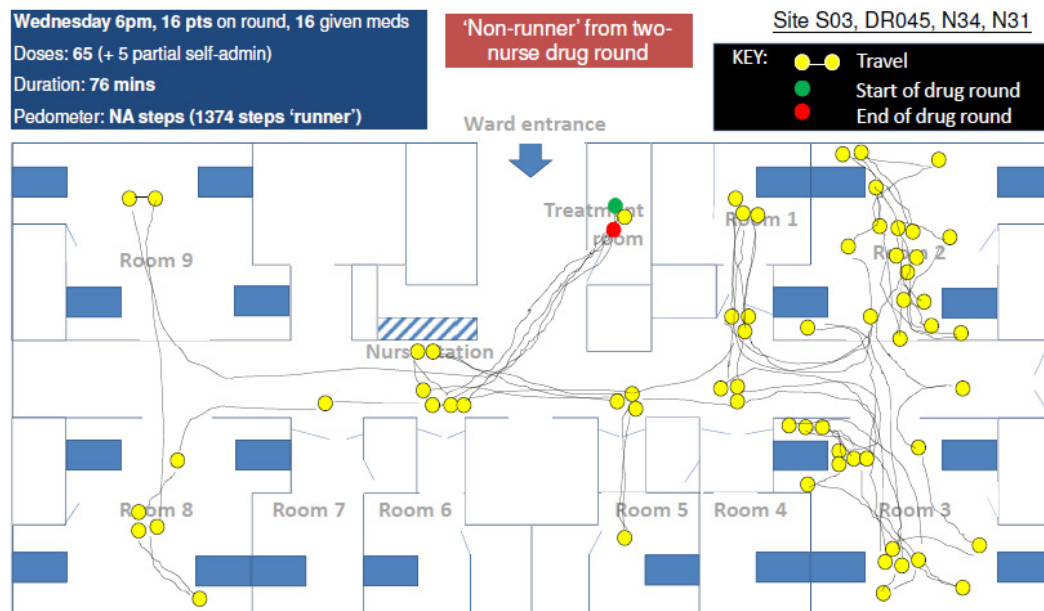 Wednesday 6pm, 16 pts on round, 16 given meds
Doses: 65 (+ 5 partial self-admin)
Duration: 76 mins
Pedometer: NA steps (1374 steps ‘runner’)
‘Non-runner’ from two-
nurse drug round
Site S03, DR045, N34, N31
KEY:
Travel
Start of drug round
End of drug round
Ward entrance
Treatment
room
Room 1
Room 2
Room 9
Nurse station
Room 8
Room 7
Room 6
Room 5
Room 4
Room 3